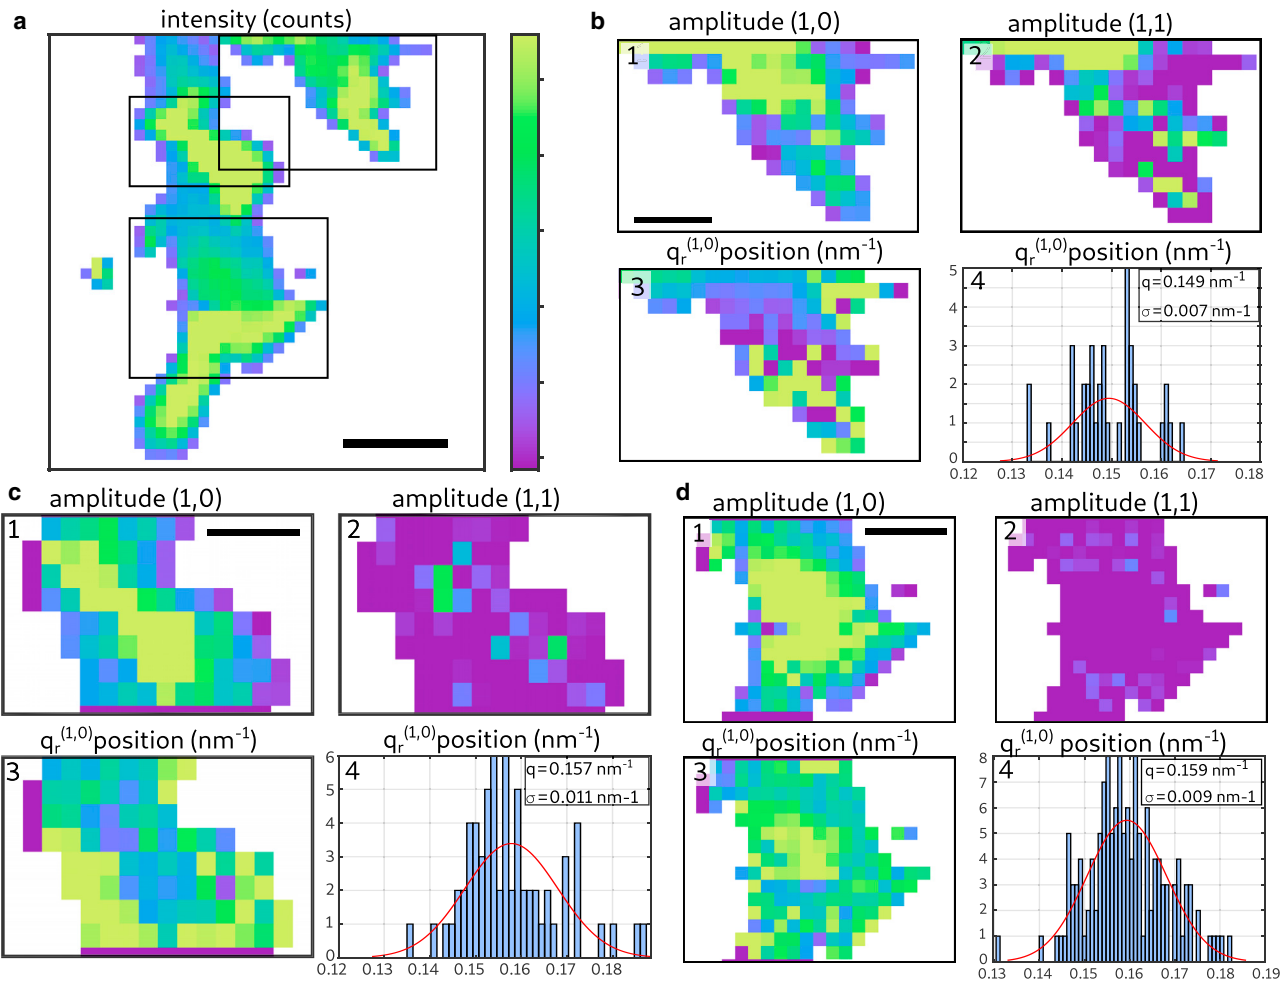 a
intensity (counts)
b
amplitude (1,0)
amplitude (1,1)
1
2
qr(1,0)position (nm-1)
qr(1,0)position (nm-1)
3
4
q=0.149 nm-1
σ=0.007 nm-1
5
4
3
2
1
0
0.12 0.13 0.14 0.15 0.16 0.17 0.18
c
amplitude (1,0)
amplitude (1,1)
1
2
qr(1,0)position (nm-1)
qr(1,0)position (nm-1)
3
4
q=0.157 nm-1
σ=0.011 nm-1
6
5
4
3
2
1
0
0.12 0.13 0.14 0.15 0.16 0.17 0.18
d
amplitude (1,0)
amplitude (1,1)
1
2
qr(1,0)position (nm-1)
qr(1,0) position (nm-1)
3
4
q=0.159 nm-1
σ=0.009 nm-1
8
7
6
5
4
3
2
1
0
0.13 0.14 0.15 0.16 0.17 0.18 0.19